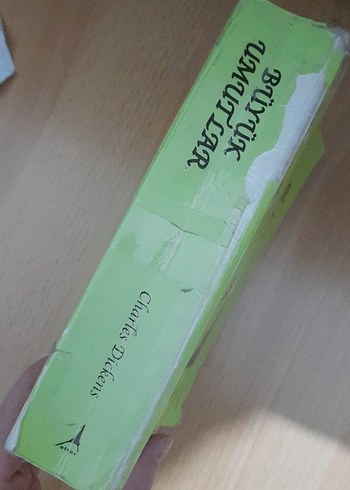 BÜYÜK
UMUTLAR
Charles Dickens